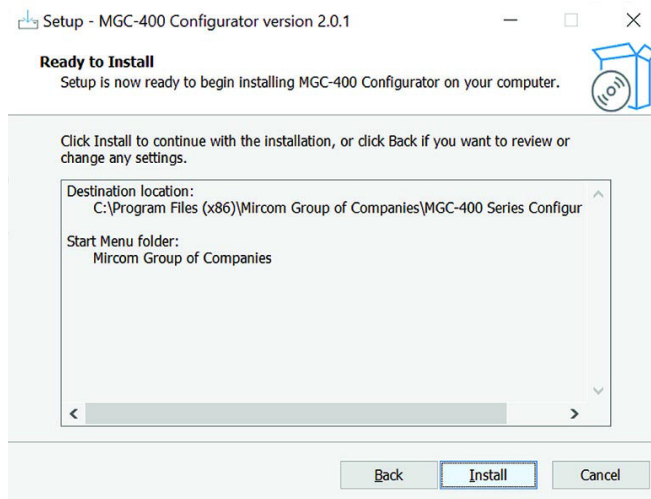 Setup - MGC-400 Configurator version 2.0.1
Ready to Install
Setup is now ready to begin installing MGC-400 Configurator on your computer.
Click Install to continue with the installation, or click Back if you want to review or
change any settings.
Destination location:
C:\Program Files (x86)\Mircom Group of Companies\MGC-400 Series Configur
Start Menu folder:
Mircom Group of Companies
Back Install Cancel